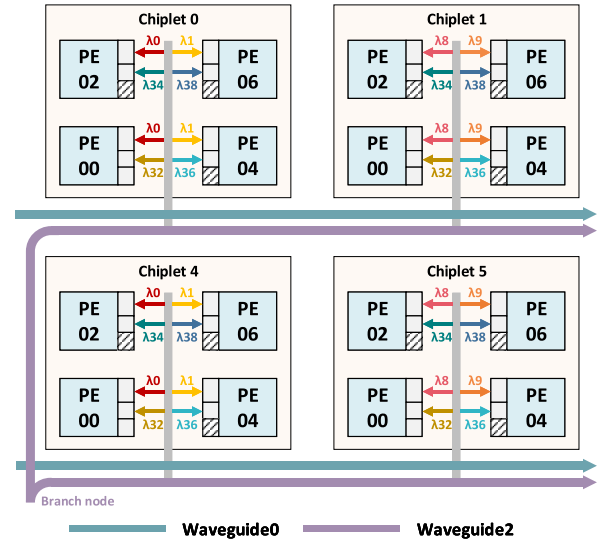 Chiplet 0
Chiplet 1
λ0 λ1
λ8 λ9
PE 02
PE 06
PE 02
PE 06
λ34 λ38
λ34 λ38
λ0 λ1
λ8 λ9
PE 00
PE 04
PE 00
PE 04
λ32 λ36
λ32 λ36
Chiplet 4
Chiplet 5
λ0 λ1
λ8 λ9
PE 02
PE 06
PE 02
PE 06
λ34 λ38
λ34 λ38
λ0 λ1
λ8 λ9
PE 00
PE 04
PE 00
PE 04
λ32 λ36
λ32 λ36
Branch node
Waveguide0
Waveguide2